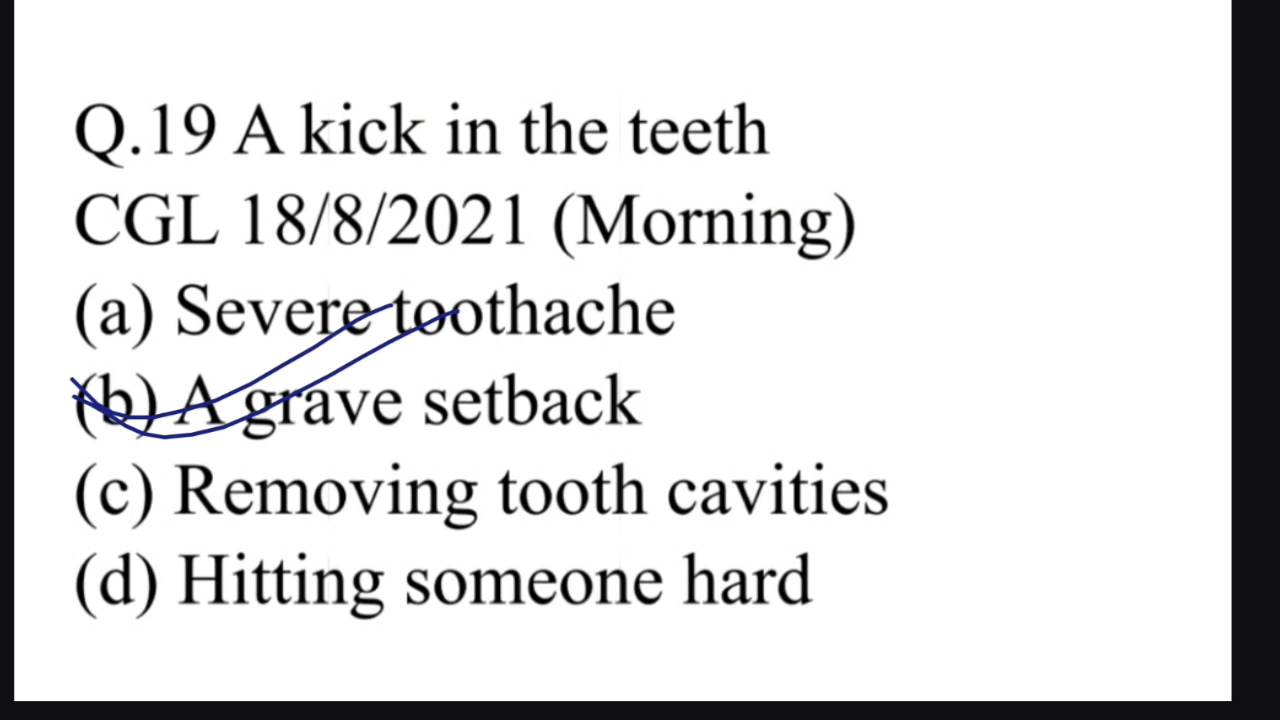 Q.19 A kick in the teeth
CGL 18/8/2021 (Morning)
(a) Severe toothache
(b) A grave setback
(c) Removing tooth cavities
(d) Hitting someone hard